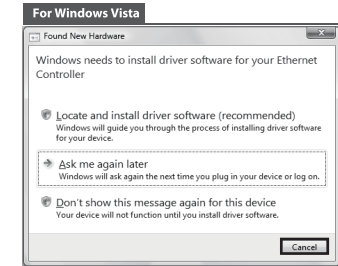 For Windows Vista
Found New Hardware
Windows needs to install driver software for your Ethernet
Controller
Locate and install driver software (recommended)
Windows will guide you through the process of installing driver software
for your device.
Ask me again later
Windows will ask again the next time you plug in your device or log on.
Don't show this message again for this device
Your device will not function until you install driver software.
Cancel